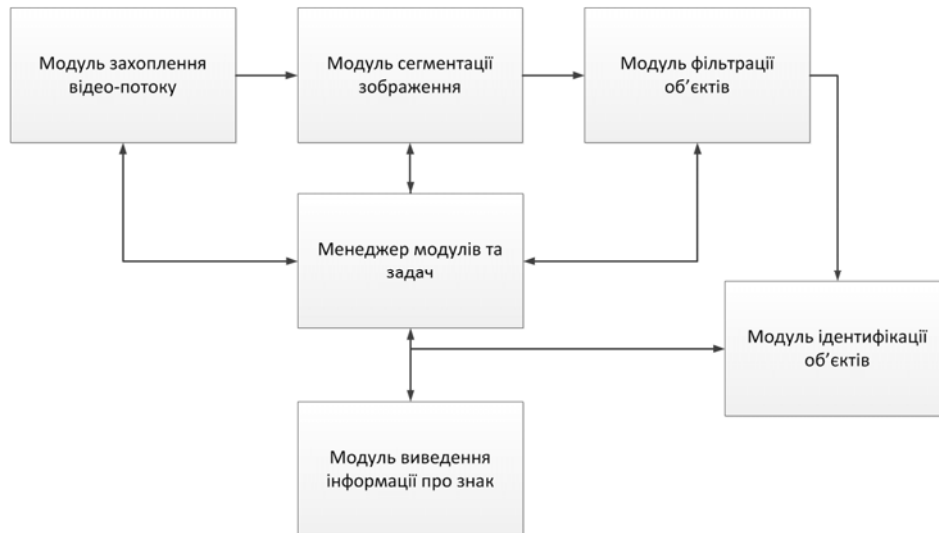 Модуль захоплення
відео-потоку
Модуль сегментації
зображення
Модуль фільтрації
об’єктів
Менеджер модулів та
задач
Модуль ідентифікації
об’єктів
Модуль виведення
інформації про знак